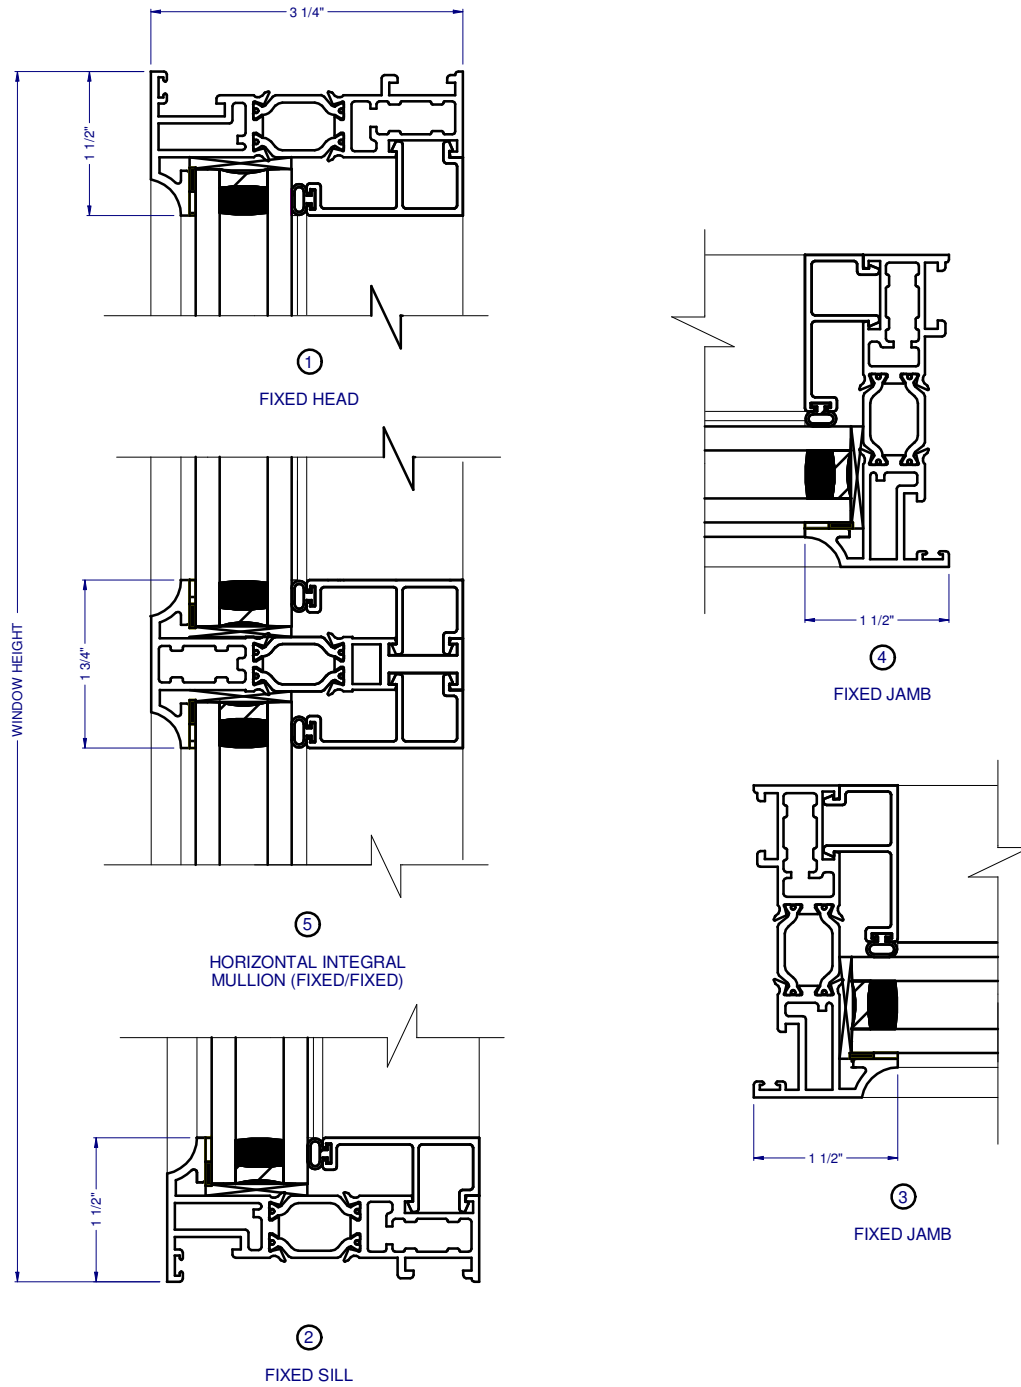 3 1/4"
1 1/2"
1
FIXED HEAD
WINDOW HEIGHT
1 3/4"
5
HORIZONTAL INTEGRAL
MULLION (FIXED/FIXED)
1 1/2"
2
FIXED SILL
1 1/2"
4
FIXED JAMB
1 1/2"
3
FIXED JAMB